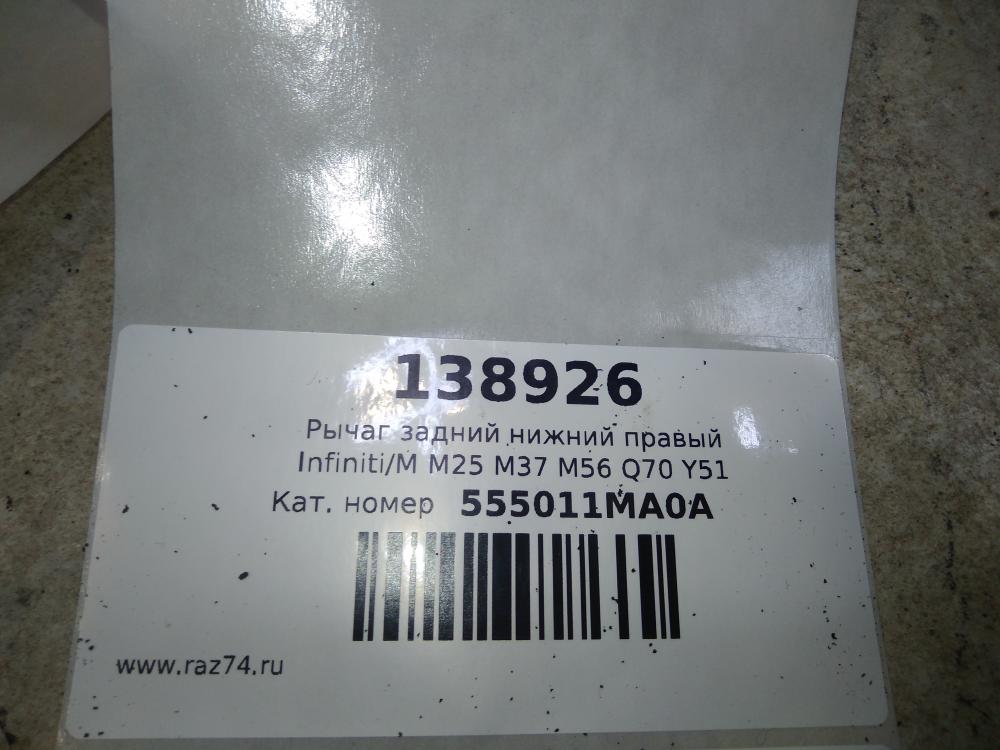 138926
Рычаг задний нижний правый
Infiniti/M M25 M37 M56 Q70 Y51
Кат. номер 555011MA0A
www.raz74.ru